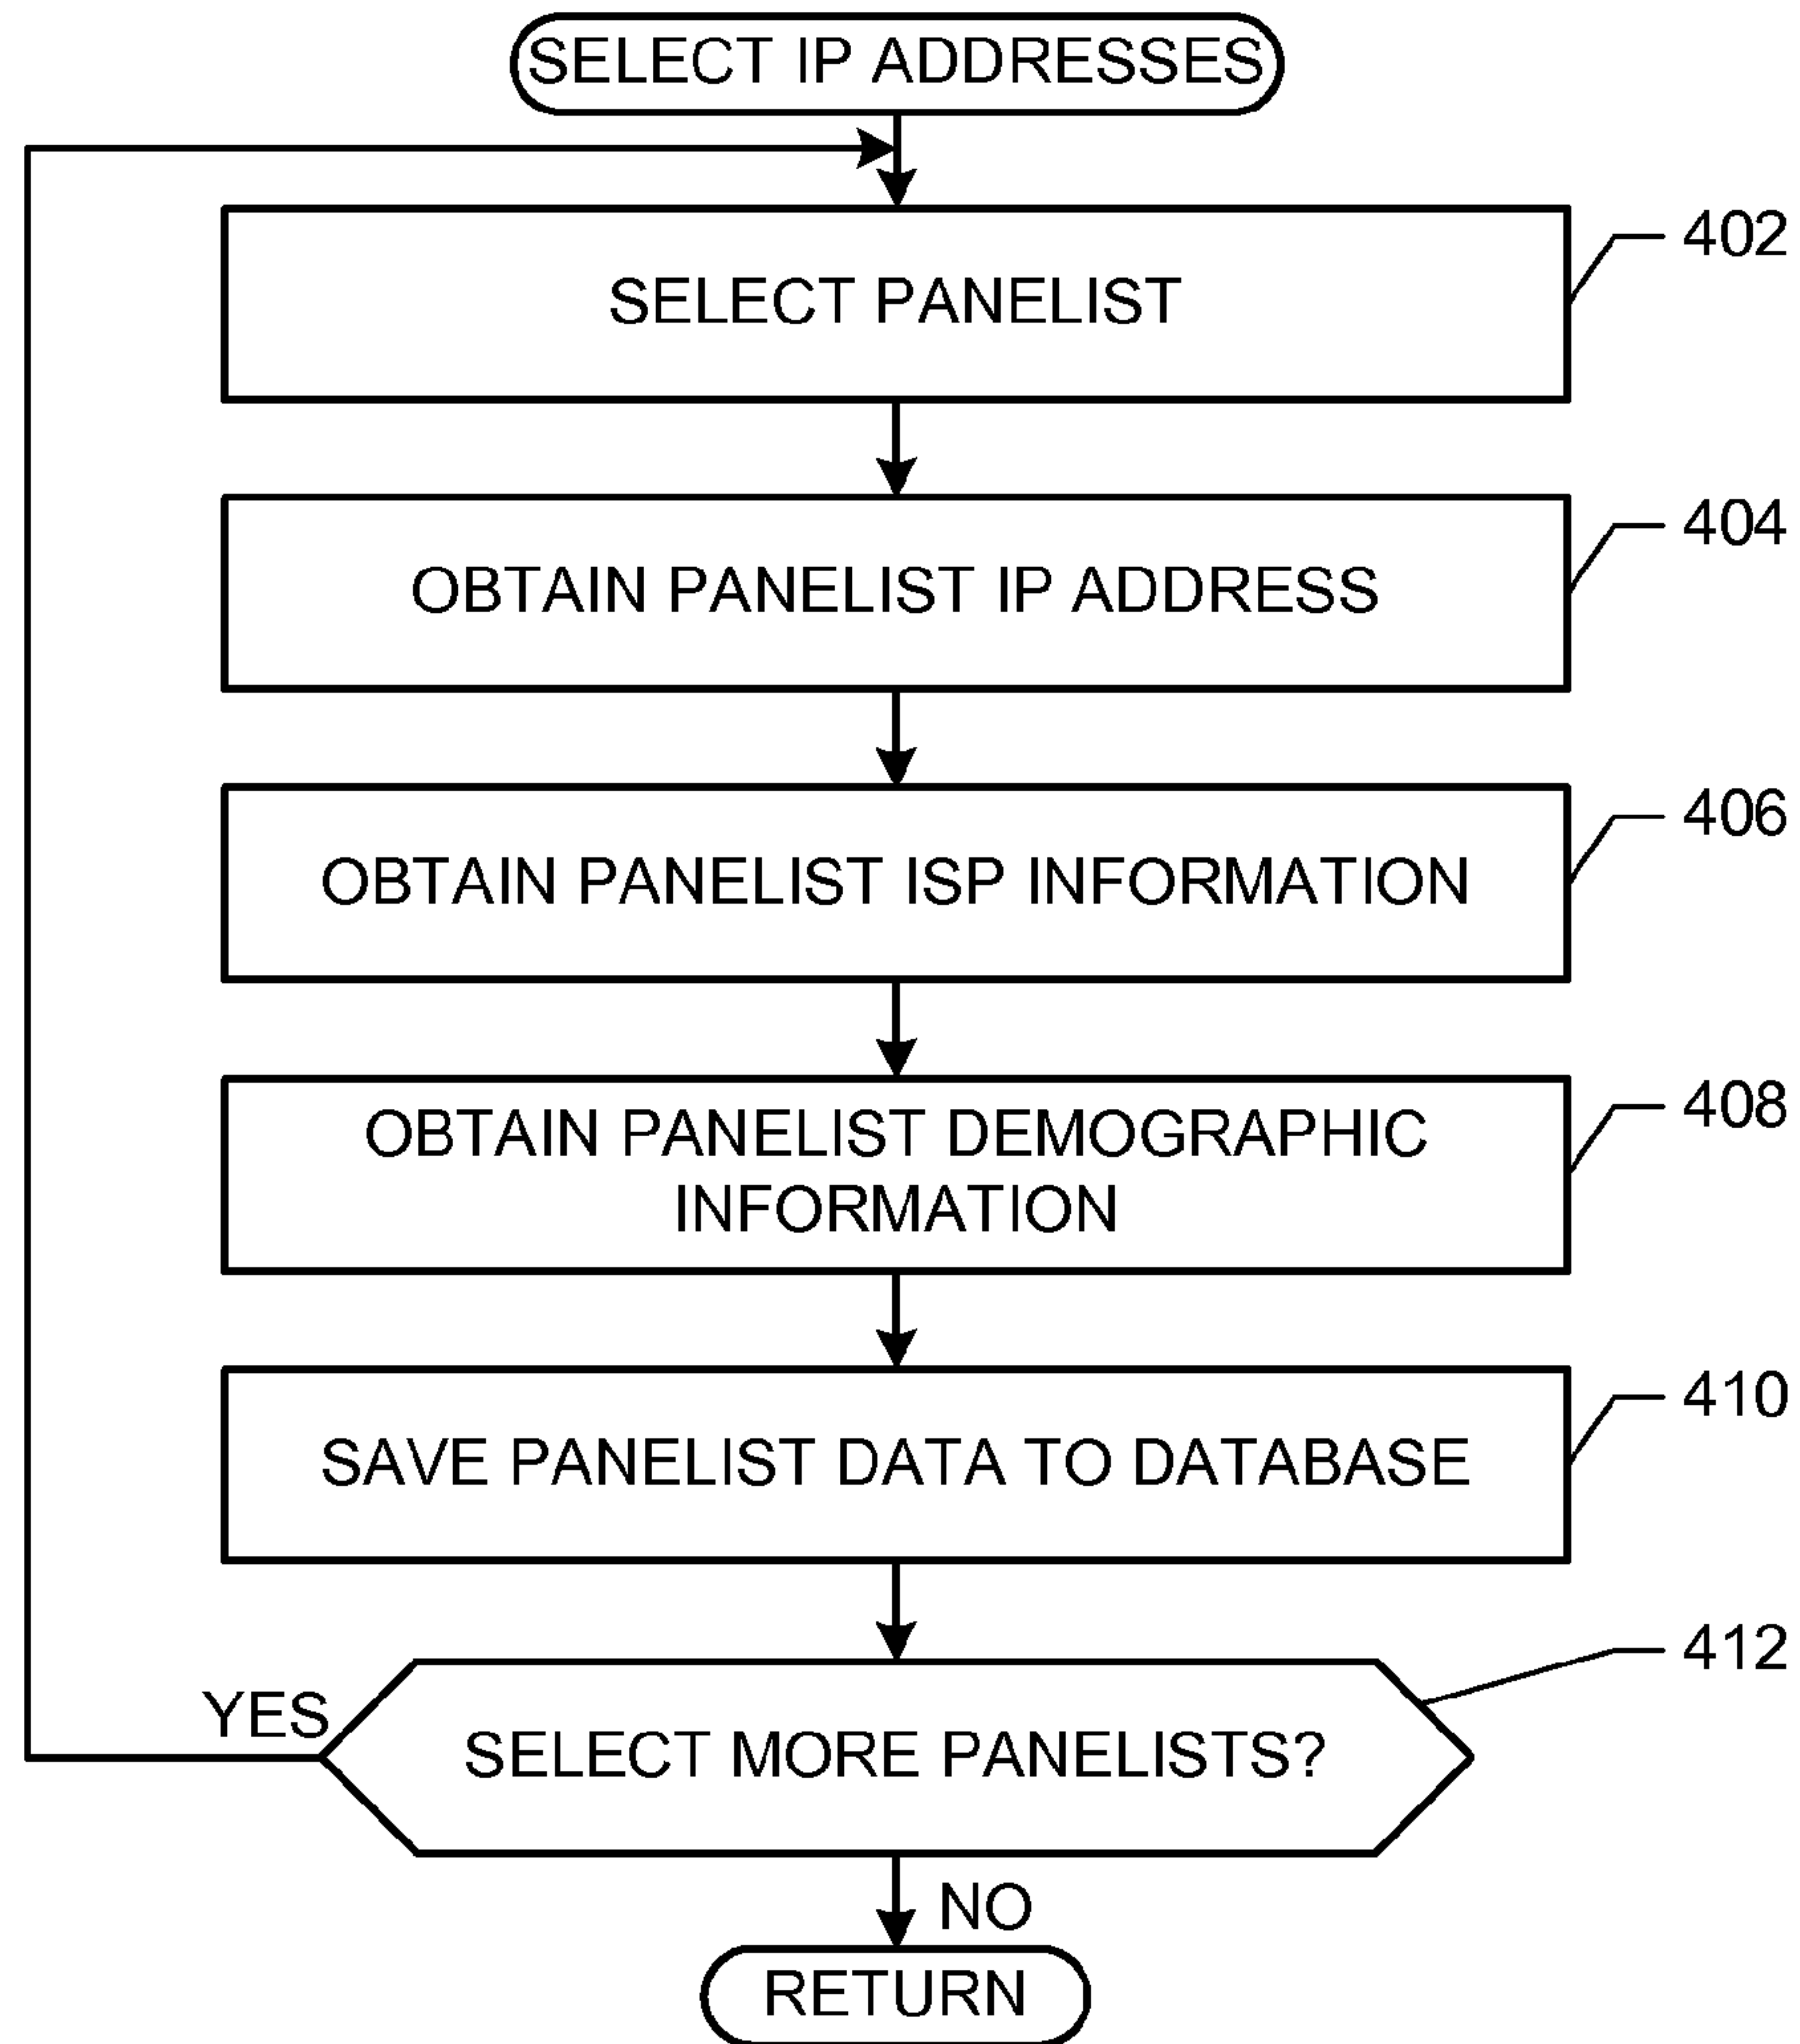 SELECT IP ADDRESSES
402
SELECT PANELIST
404
OBTAIN PANELIST IP ADDRESS
406
OBTAIN PANELIST ISP INFORMATION
408
OBTAIN PANELIST DEMOGRAPHIC
INFORMATION
410
SAVE PANELIST DATA TO DATABASE
412
YES
SELECT MORE PANELISTS?
NO
RETURN